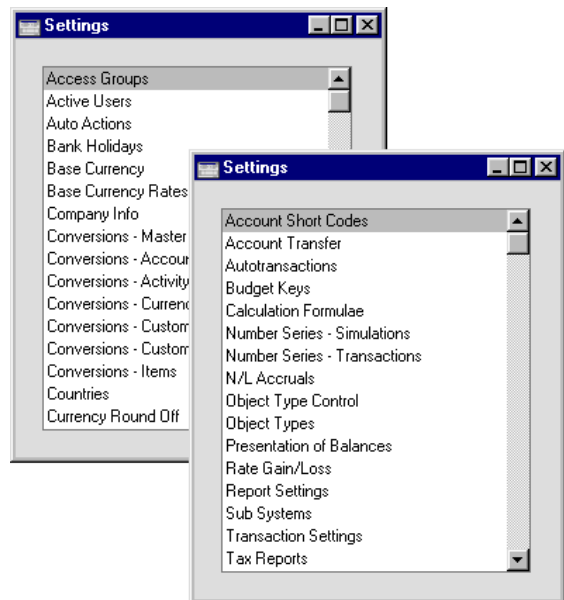 Settings
Access Groups
Active Users
Auto Actions
Bank Holidays
Base Currency
Base Currency Rates
Company Info
Conversions - Master
Conversions - Accour
Conversions - Activity
Conversions - Currenc
Conversions - Custom
Conversions - Custom
Conversions - Items
Countries
Currency Round Off
Settings
Account Short Codes
Account Transfer
Autotransactions
Budget Keys
Calculation Formulae
Number Series - Simulations
Number Series - Transactions
N/L Accruals
Object Type Control
Object Types
Presentation of Balances
Rate Gain/Loss
Report Settings
Sub Systems
Transaction Settings
Tax Reports